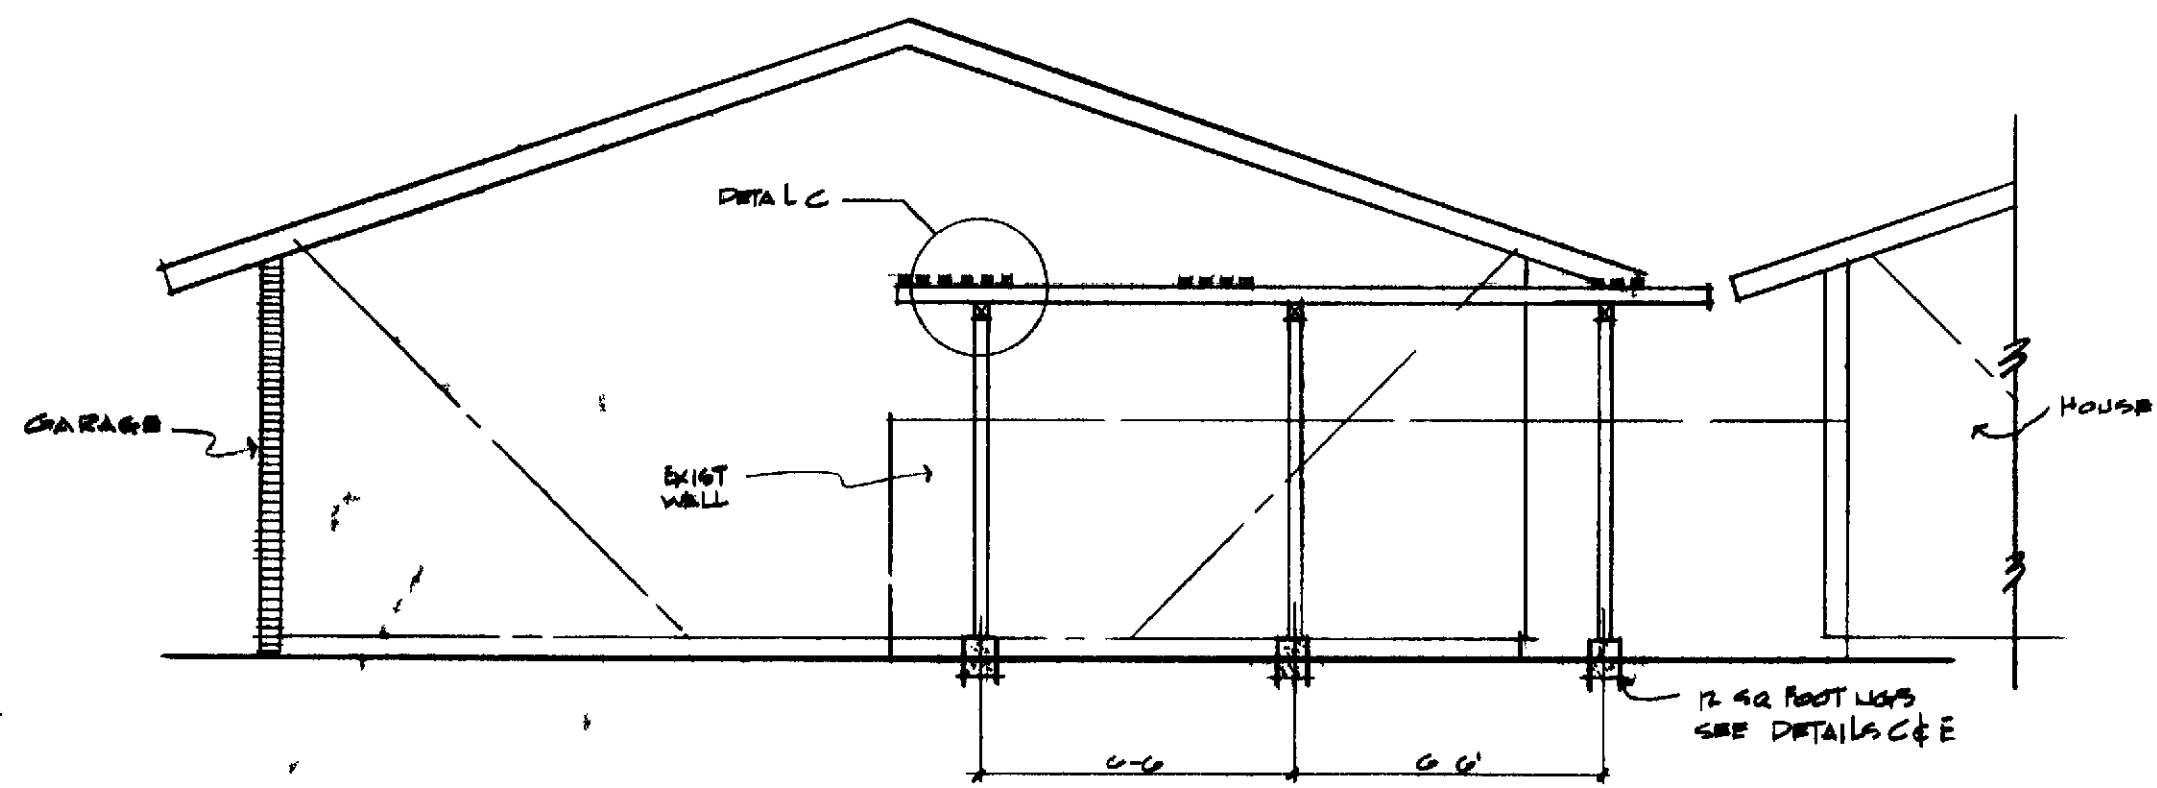 DETAIL C
GARAGE
HOUSE
EXIST
WALL
12 SQ FOOTINGS
SEE DETAILS C & E
6-6
6 6'